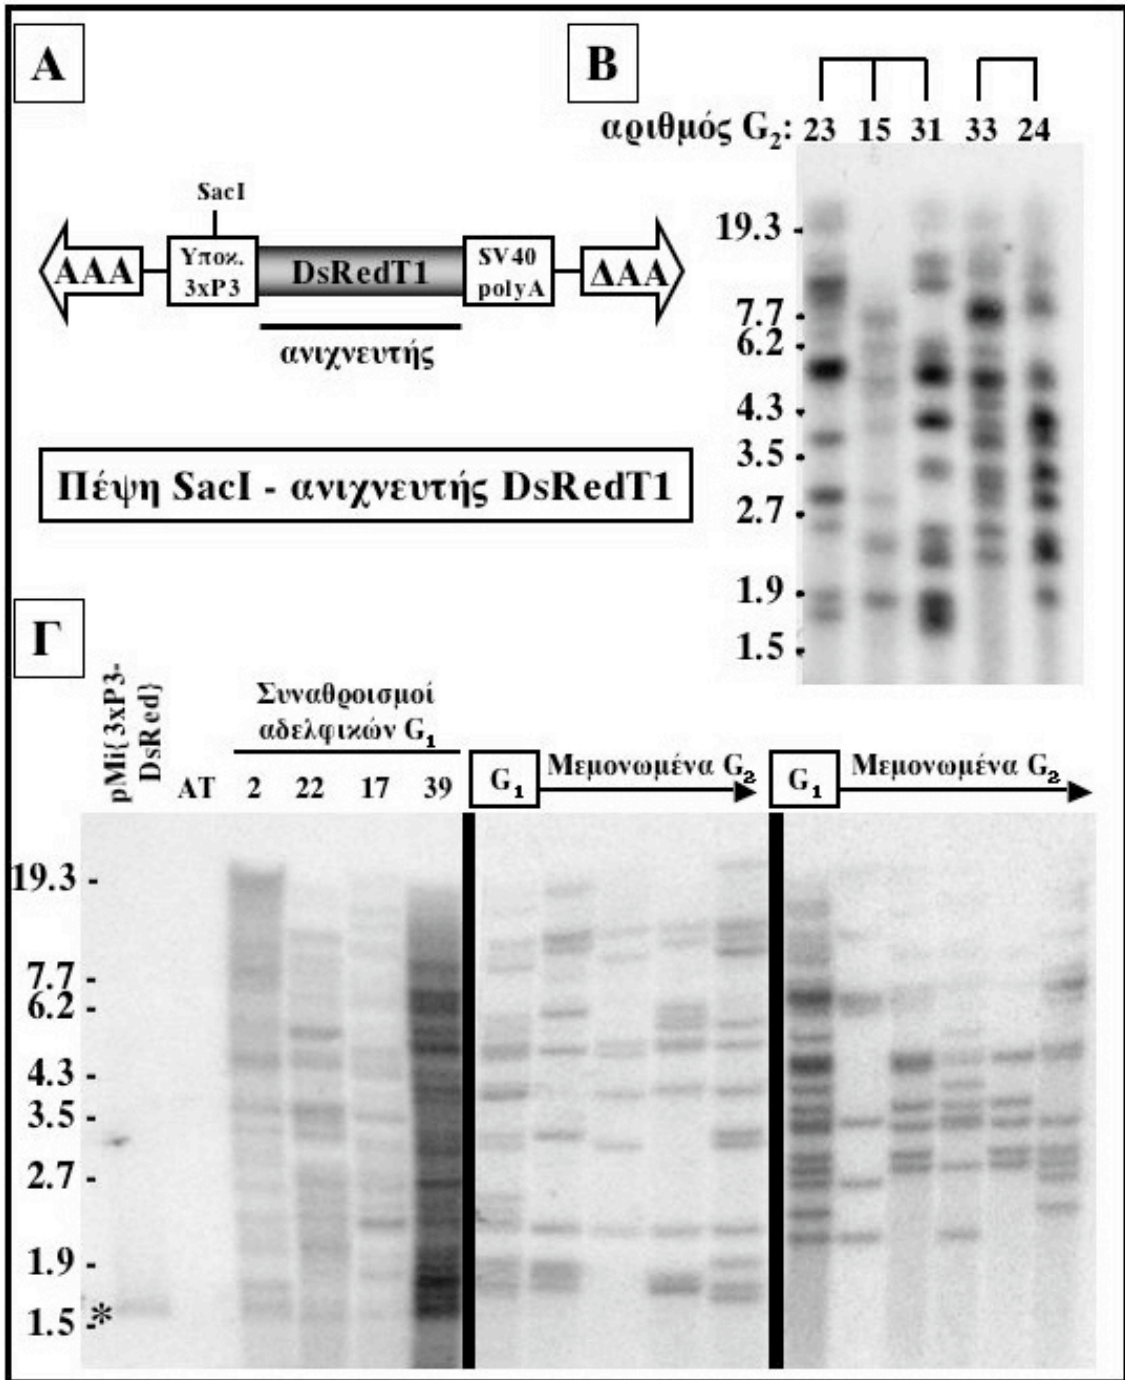 Α
SacI
ΑΑΑ
Υποκ.
3xP3
DsRedT1
SV40
polyA
ΔΑΑ
ανιχνευτής
Πέψη SacI - ανιχνευτής DsRedT1
Β
αριθμός G₂: 23 15 31 33 24
19.3
7.7
6.2
4.3
3.5
2.7
1.9
1.5
Γ
pMi{3xP3-
DsRed}
ΑΤ
Συναθροισμοί
αδελφικών G₁
2 22 17 39
G₁ Μεμονωμένα G₂
G₁ Μεμονωμένα G₂
19.3 -
7.7 -
6.2 -
4.3 -
3.5 -
2.7 -
1.9 -
*
1.5 -